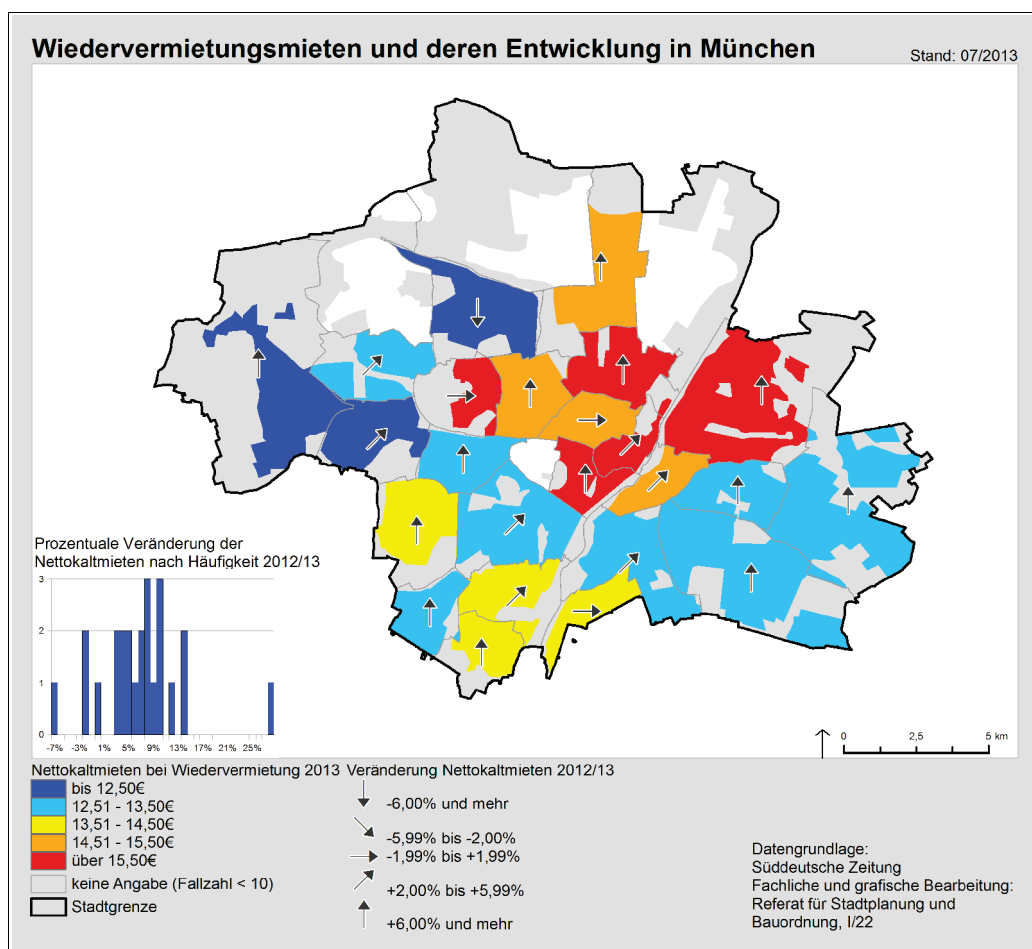 Wiedervermietungsmieten und deren Entwicklung in München
Stand: 07/2013
Prozentuale Veränderung der
Nettokaltmieten nach Häufigkeit 2012/13
3
2
1
0
-7% -3% 1% 5% 9% 13% 17% 21% 25%
0 2,5 5 km
Nettokaltmieten bei Wiedervermietung 2013
bis 12,50€
12,51 - 13,50€
13,51 - 14,50€
14,51 - 15,50€
über 15,50€
keine Angabe (Fallzahl < 10)
Stadtgrenze
Veränderung Nettokaltmieten 2012/13
-6,00% und mehr
-5,99% bis -2,00%
-1,99% bis +1,99%
+2,00% bis +5,99%
+6,00% und mehr
Datengrundlage:
Süddeutsche Zeitung
Fachliche und grafische Bearbeitung:
Referat für Stadtplanung und
Bauordnung, I/22